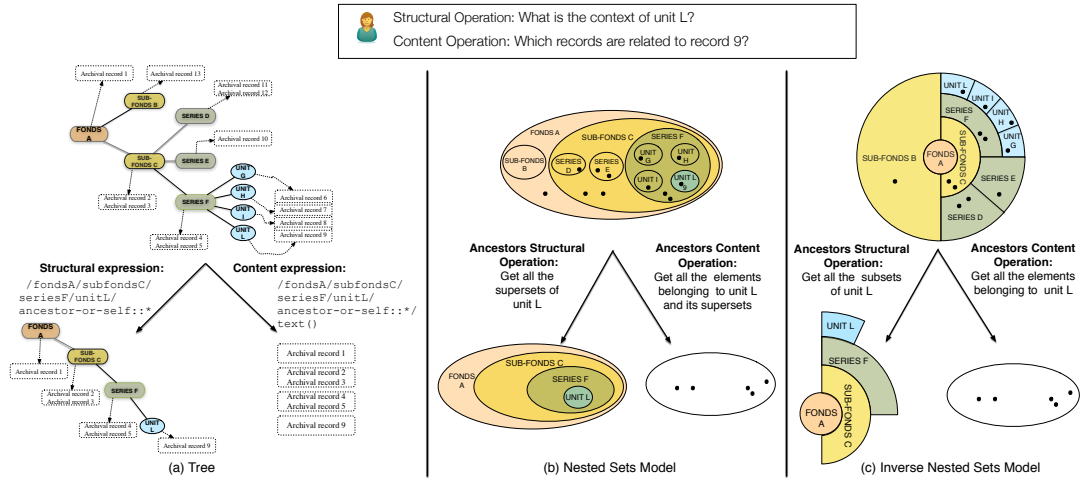 Structural Operation: What is the context of unit L?
Content Operation: Which records are related to record 9?
Archival record 1
Archival record 13
Archival record 11
Archival record 12
SUB-
FONDS B
SERIES D
FONDS
A
Archival record 10
SUB-
FONDS C
SERIES E
UNIT
G
UNIT
H
UNIT
I
UNIT
L
SERIES F
Archival record 2
Archival record 3
Archival record 6
Archival record 7
Archival record 8
Archival record 9
Archival record 4
Archival record 5
Structural expression:
/fondsA/subfondsC/
seriesF/unitL/
ancestor-or-self::*
Content expression:
/fondsA/subfondsC/
seriesF/unitL/
ancestor-or-self::*/
text()
FONDS
A
SUB-
FONDS C
Archival record 1
SERIES F
Archival record 2
Archival record 3
UNIT
L
Archival record 4
Archival record 5
Archival record 9
Archival record 1
Archival record 2
Archival record 3
Archival record 4
Archival record 5
Archival record 9
(a) Tree
FONDS A
SUB-FONDS C
SERIES F
SUB-FONDS
B
SERIES
D
SERIES
E
UNIT
G
UNIT
H
UNIT I
UNIT L
Ancestors Structural
Operation:
Get all the
supersets of
unit L
Ancestors Content
Operation:
Get all the elements
belonging to unit L
and its supersets
FONDS
A
SUB-FONDS C
SERIES F
UNIT L
(b) Nested Sets Model
UNIT L
UNIT I
UNIT
H
UNIT
G
SERIES
F
SUB-FONDS B
FONDS
A
SUB-FONDS C
SERIES E
SERIES D
Ancestors Structural
Operation:
Get all the subsets
of unit L
Ancestors Content
Operation:
Get all the elements
belonging to unit L
UNIT L
SERIES F
FONDS
A
SUB-FONDS C
(c) Inverse Nested Sets Model